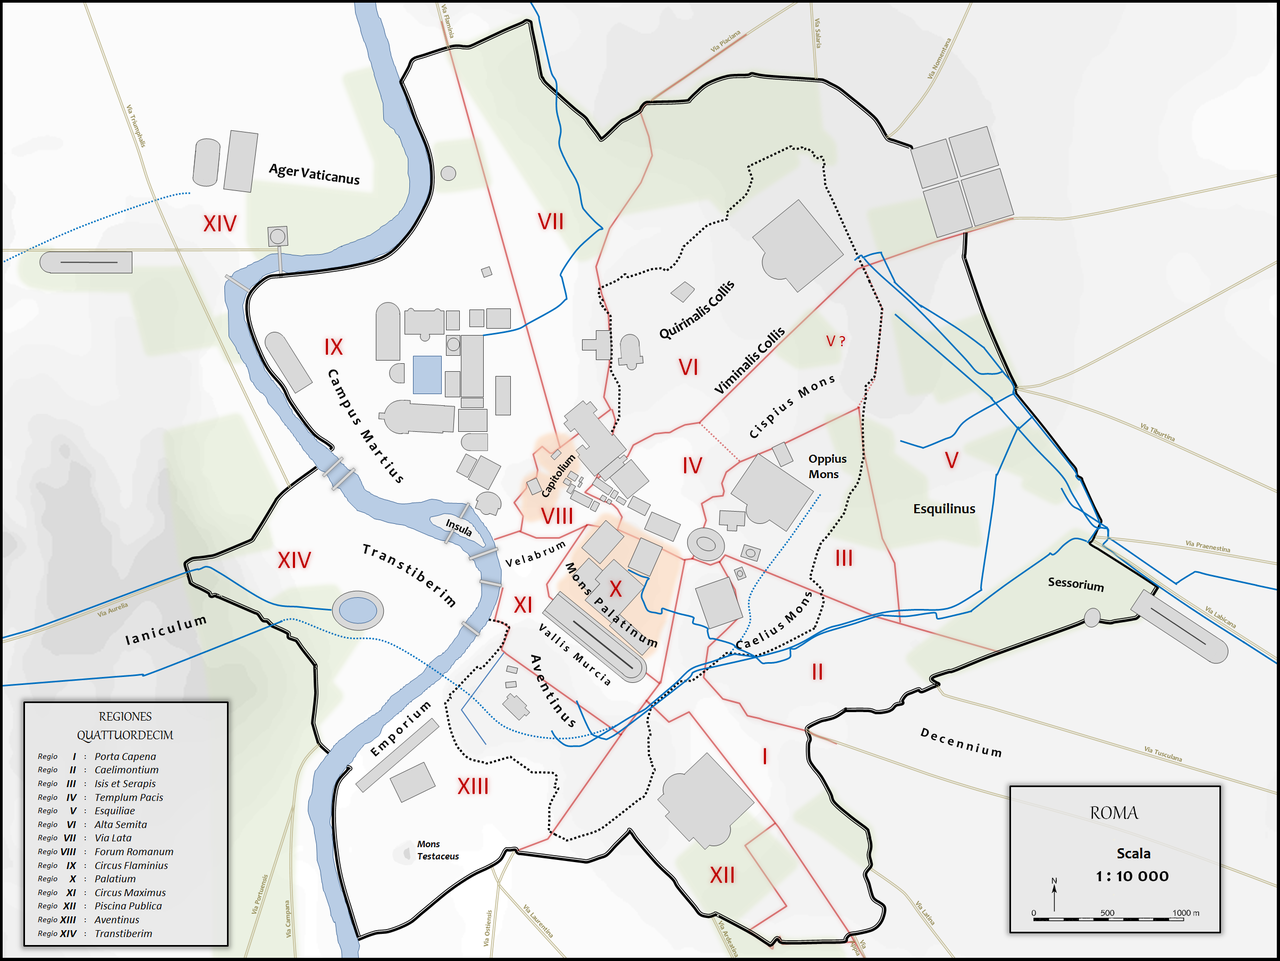 Via Flaminia
Via Pinciana
Via Salaria
Via Nomentana
Via Triumphalis
Ager Vaticanus
XIV
VII
IX
Campus Martius
Quirinalis Collis
VI
Viminalis Collis
V ?
Cispius Mons
Capitolium
VIII
IV
Oppius
Mons
V
Esquilinus
Via Tiburtina
Insula
Velabrum
XIV
Transtiberim
III
Via Praenestina
Sessorium
Via Labicana
Via Aurelia
Ianiculum
XI
X
Mons Palatinum
Vallis Murcia
Caelius Mons
II
Aventinus
Emporium
XIII
I
Decennium
Via Tusculana
Mons
Testaceus
XII
Via Portuensis
Via Campana
Via Ostiensis
Via Laurentina
Via Ardeatina
Via Appia
Via Latina
REGIONES
QUATTUORDECIM
Regio I : Porta Capena
Regio II : Caelimontium
Regio III : Isis et Serapis
Regio IV : Templum Pacis
Regio V : Esquiliae
Regio VI : Alta Semita
Regio VII : Via Lata
Regio VIII : Forum Romanum
Regio IX : Circus Flaminius
Regio X : Palatium
Regio XI : Circus Maximus
Regio XII : Piscina Publica
Regio XIII : Aventinus
Regio XIV : Transtiberim
ROMA
Scala
1 : 10 000
N
0 500 1000 m